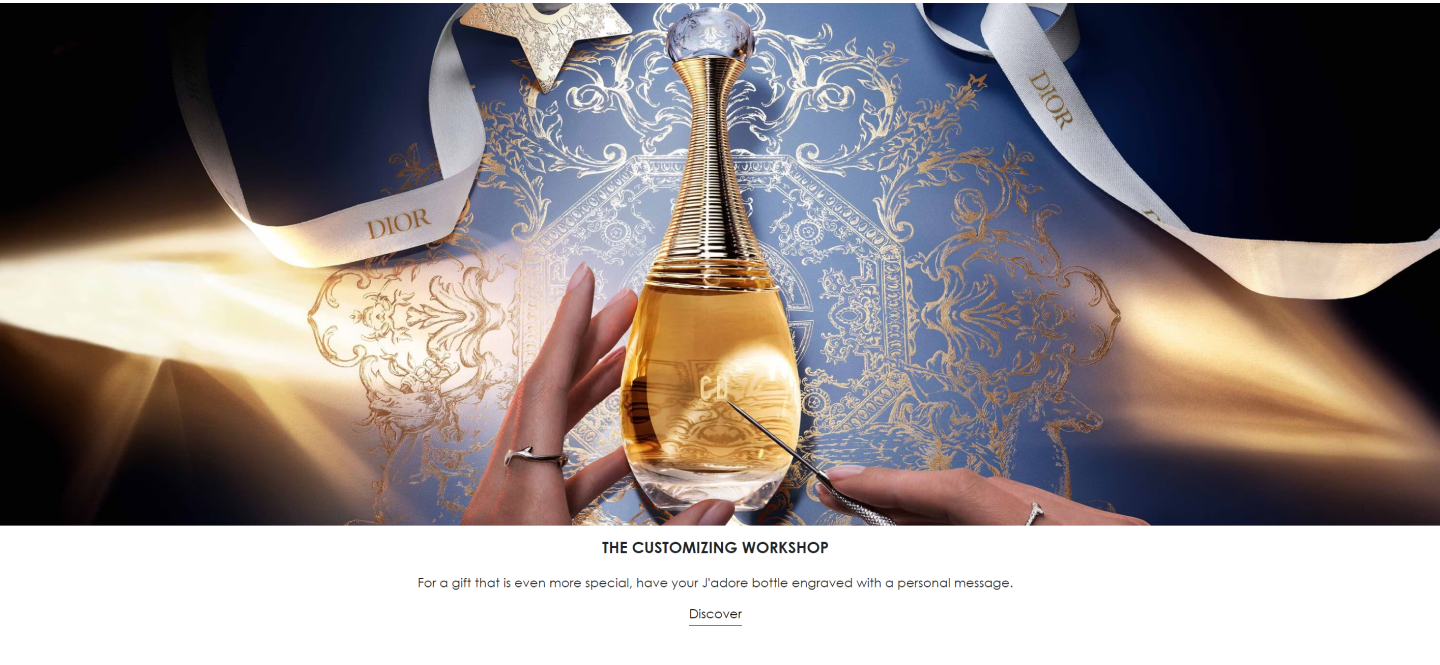 DIOR
DIOR
DIOR
CD
THE CUSTOMIZING WORKSHOP
For a gift that is even more special, have your J'adore bottle engraved with a personal message.
Discover